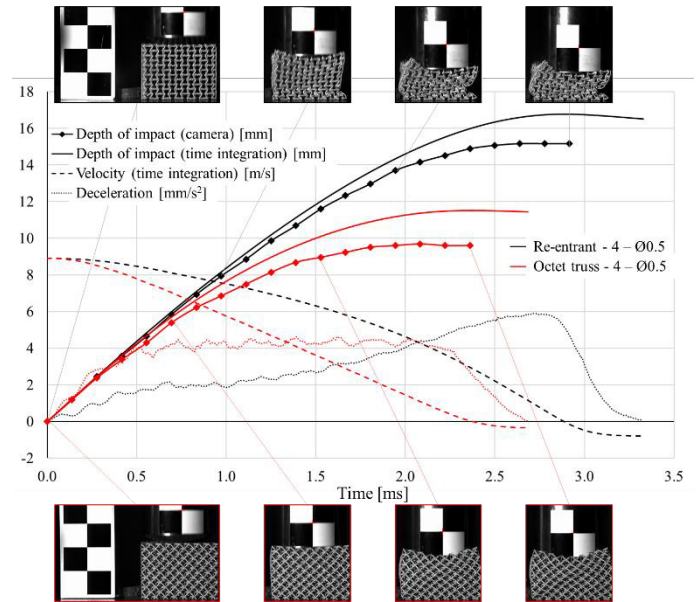 18
16
14
12
10
8
6
4
2
0
-2
Depth of impact (camera) [mm]
Depth of impact (time integration) [mm]
Velocity (time integration) [m/s]
Deceleration [mm/s²]
Re-entrant - 4 – Ø0.5
Octet truss - 4 – Ø0.5
0.0 0.5 1.0 1.5 2.0 2.5 3.0 3.5
Time [ms]